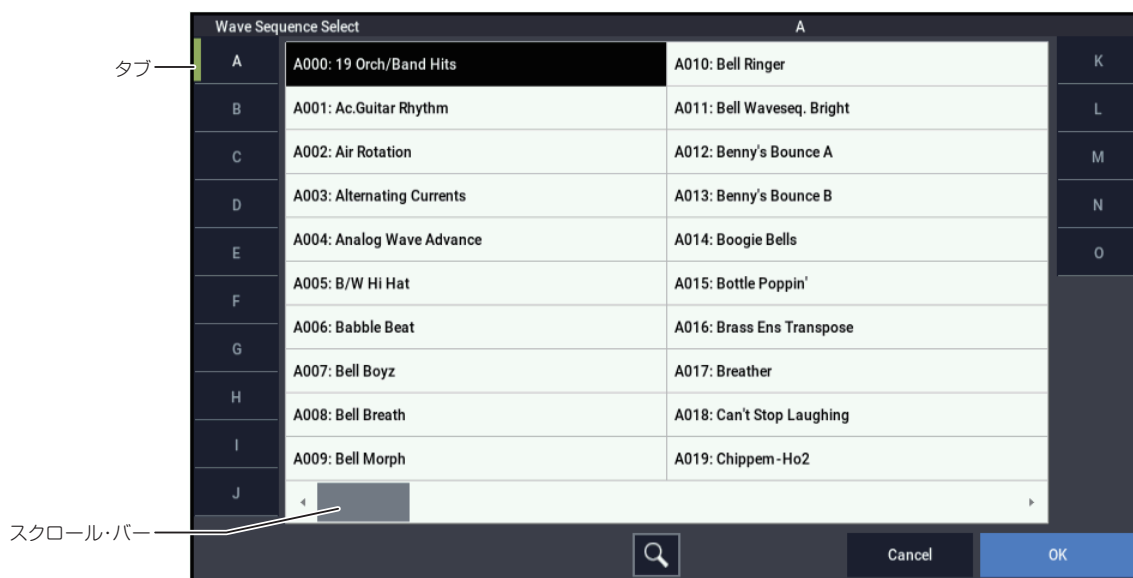 Wave Sequence Select
A
タブ
A
B
C
D
E
F
G
H
I
J
A000: 19 Orch/Band Hits
A001: Ac.Guitar Rhythm
A002: Air Rotation
A003: Alternating Currents
A004: Analog Wave Advance
A005: B/W Hi Hat
A006: Babble Beat
A007: Bell Boyz
A008: Bell Breath
A009: Bell Morph
A010: Bell Ringer
A011: Bell Waveseq. Bright
A012: Benny's Bounce A
A013: Benny's Bounce B
A014: Boogie Bells
A015: Bottle Poppin'
A016: Brass Ens Transpose
A017: Breather
A018: Can't Stop Laughing
A019: Chippem-Ho2
K
L
M
N
O
スクロール・バー
Cancel
OK